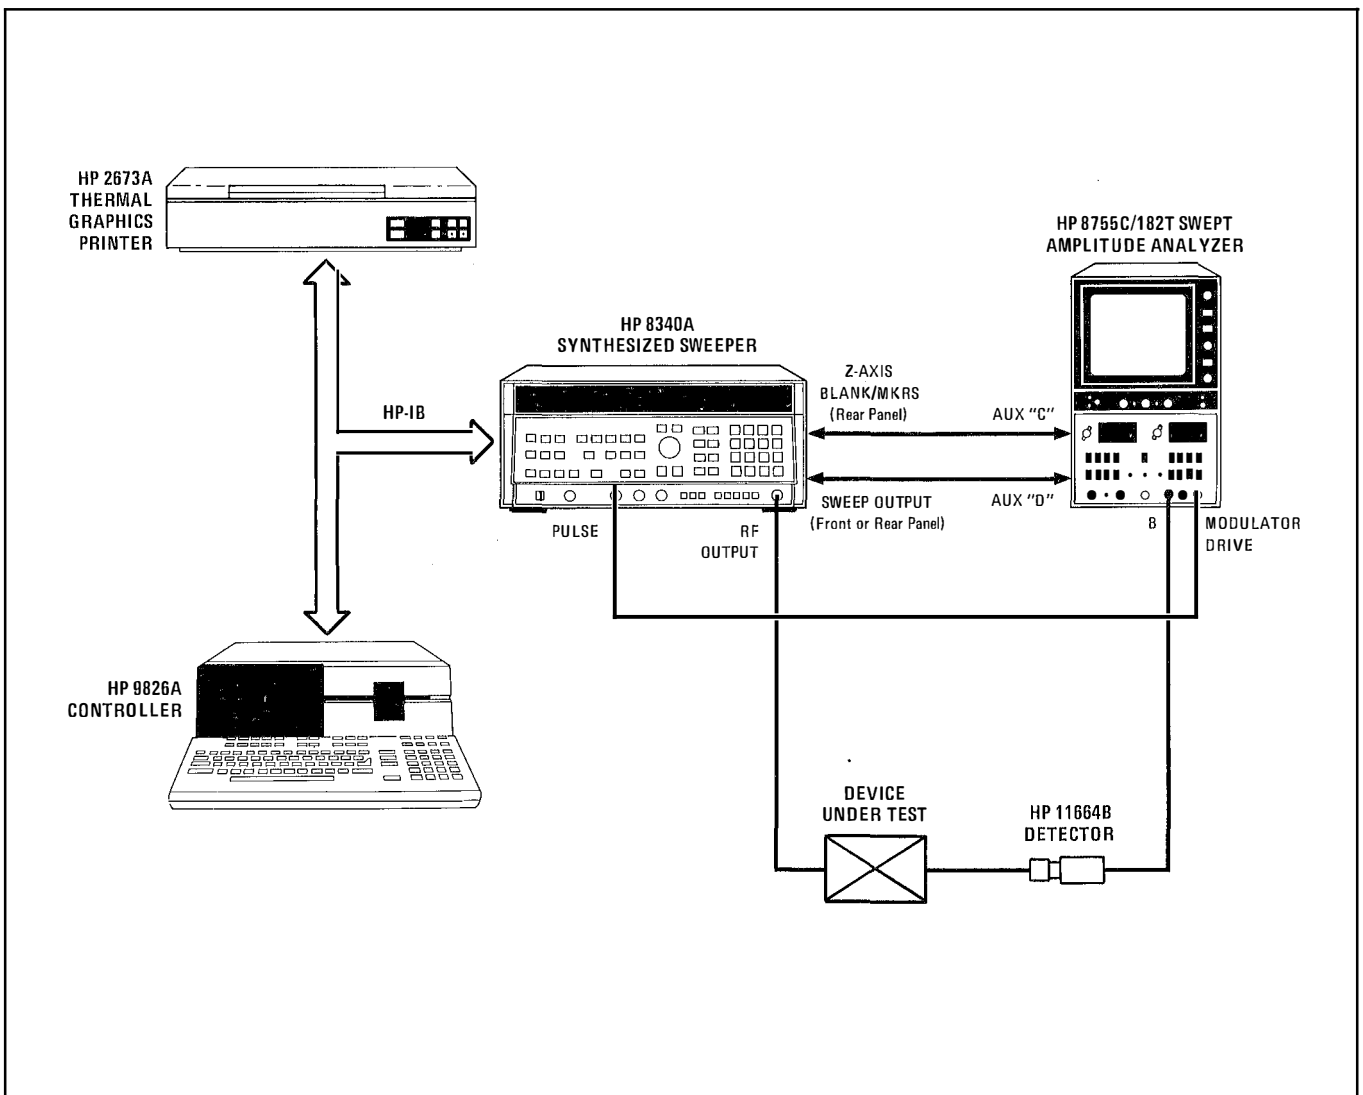 HP 2673A
THERMAL
GRAPHICS
PRINTER
HP 8755C/182T SWEPT
AMPLITUDE ANALYZER
HP 8340A
SYNTHESIZED SWEEPER
HP-IB
Z-AXIS
BLANK/MKRS
(Rear Panel)
AUX "C"
SWEEP OUTPUT
(Front or Rear Panel)
AUX "D"
PULSE
RF
OUTPUT
B
MODULATOR
DRIVE
HP 9826A
CONTROLLER
DEVICE
UNDER TEST
HP 11664B
DETECTOR